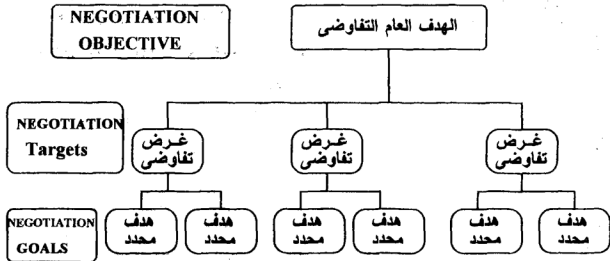 NEGOTIATION
OBJECTIVE
الهدف العام التفاوضى
NEGOTIATION
Targets
غرض
تفاوضى
غرض
تفاوضى
غرض
تفاوضى
NEGOTIATION
GOALS
هدف
محدد
هدف
محدد
هدف
محدد
هدف
محدد
هدف
محدد
هدف
محدد